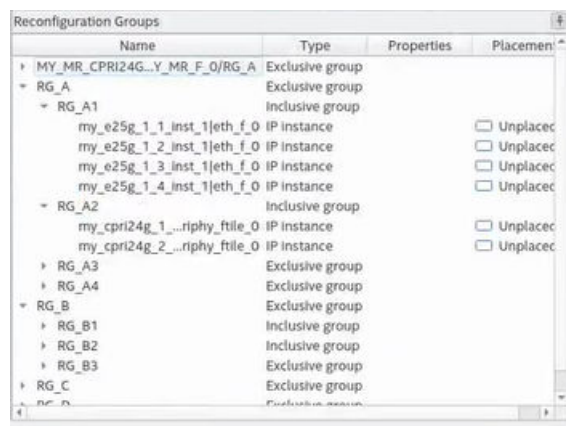 Reconfiguration Groups
Name Type Properties Placemen
MY_MR_CPRI24G...Y_MR_F_0/RG_A Exclusive group
RG_A Exclusive group
RG_A1 Inclusive group
my_e25g_1_1_inst_1|eth_f_0 IP instance Unplaced
my_e25g_1_2_inst_1|eth_f_0 IP instance Unplaced
my_e25g_1_3_inst_1|eth_f_0 IP instance Unplaced
my_e25g_1_4_inst_1|eth_f_0 IP instance Unplaced
RG_A2 Inclusive group
my_cpri24g_1_...riphy_ftile_0 IP instance Unplaced
my_cpri24g_2_...riphy_ftile_0 IP instance Unplaced
RG_A3 Exclusive group
RG_A4 Exclusive group
RG_B Exclusive group
RG_B1 Inclusive group
RG_B2 Inclusive group
RG_B3 Exclusive group
RG_C Exclusive group